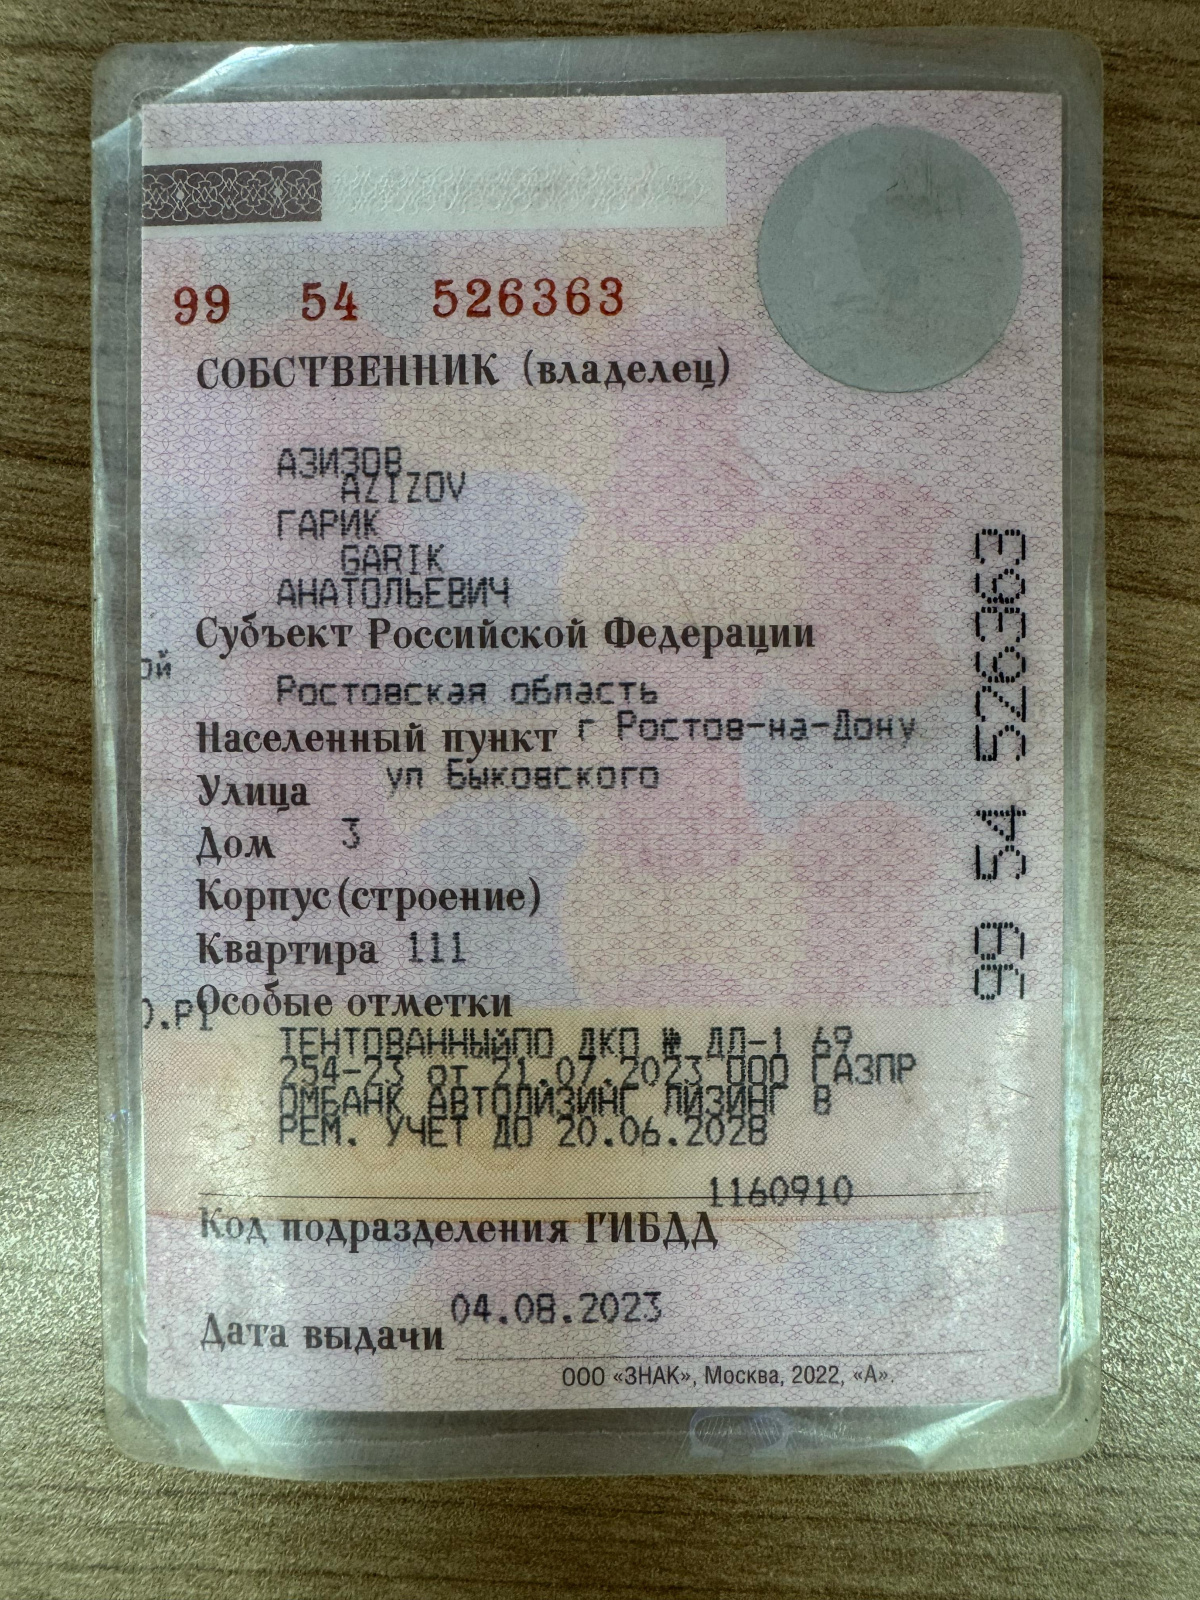 99 54 526363
СОБСТВЕННИК (владелец)
АЗИЗОВ
AZIZOV
ГАРИК
GARIK
АНАТОЛЬЕВИЧ
Субъект Российской Федерации
ой
Ростовская область
Населенный пункт г Ростов-на-Дону
Улица ул Быковского
Дом 3
Корпус(строение)
Квартира 111
Особые отметки
ТЕНТОВАННЫЙПО ДКП № ДЛ-1 69
254-23 от 21.07.2023 ООО ГАЗПР
ОМБАНК АВТОЛИЗИНГ ЛИЗИНГ В
РЕМ. УЧЕТ ДО 20.06.2028
1160910
Код подразделения ГИБДД
Дата выдачи 04.08.2023
ООО «ЗНАК», Москва, 2022, «А».
99 54 526363